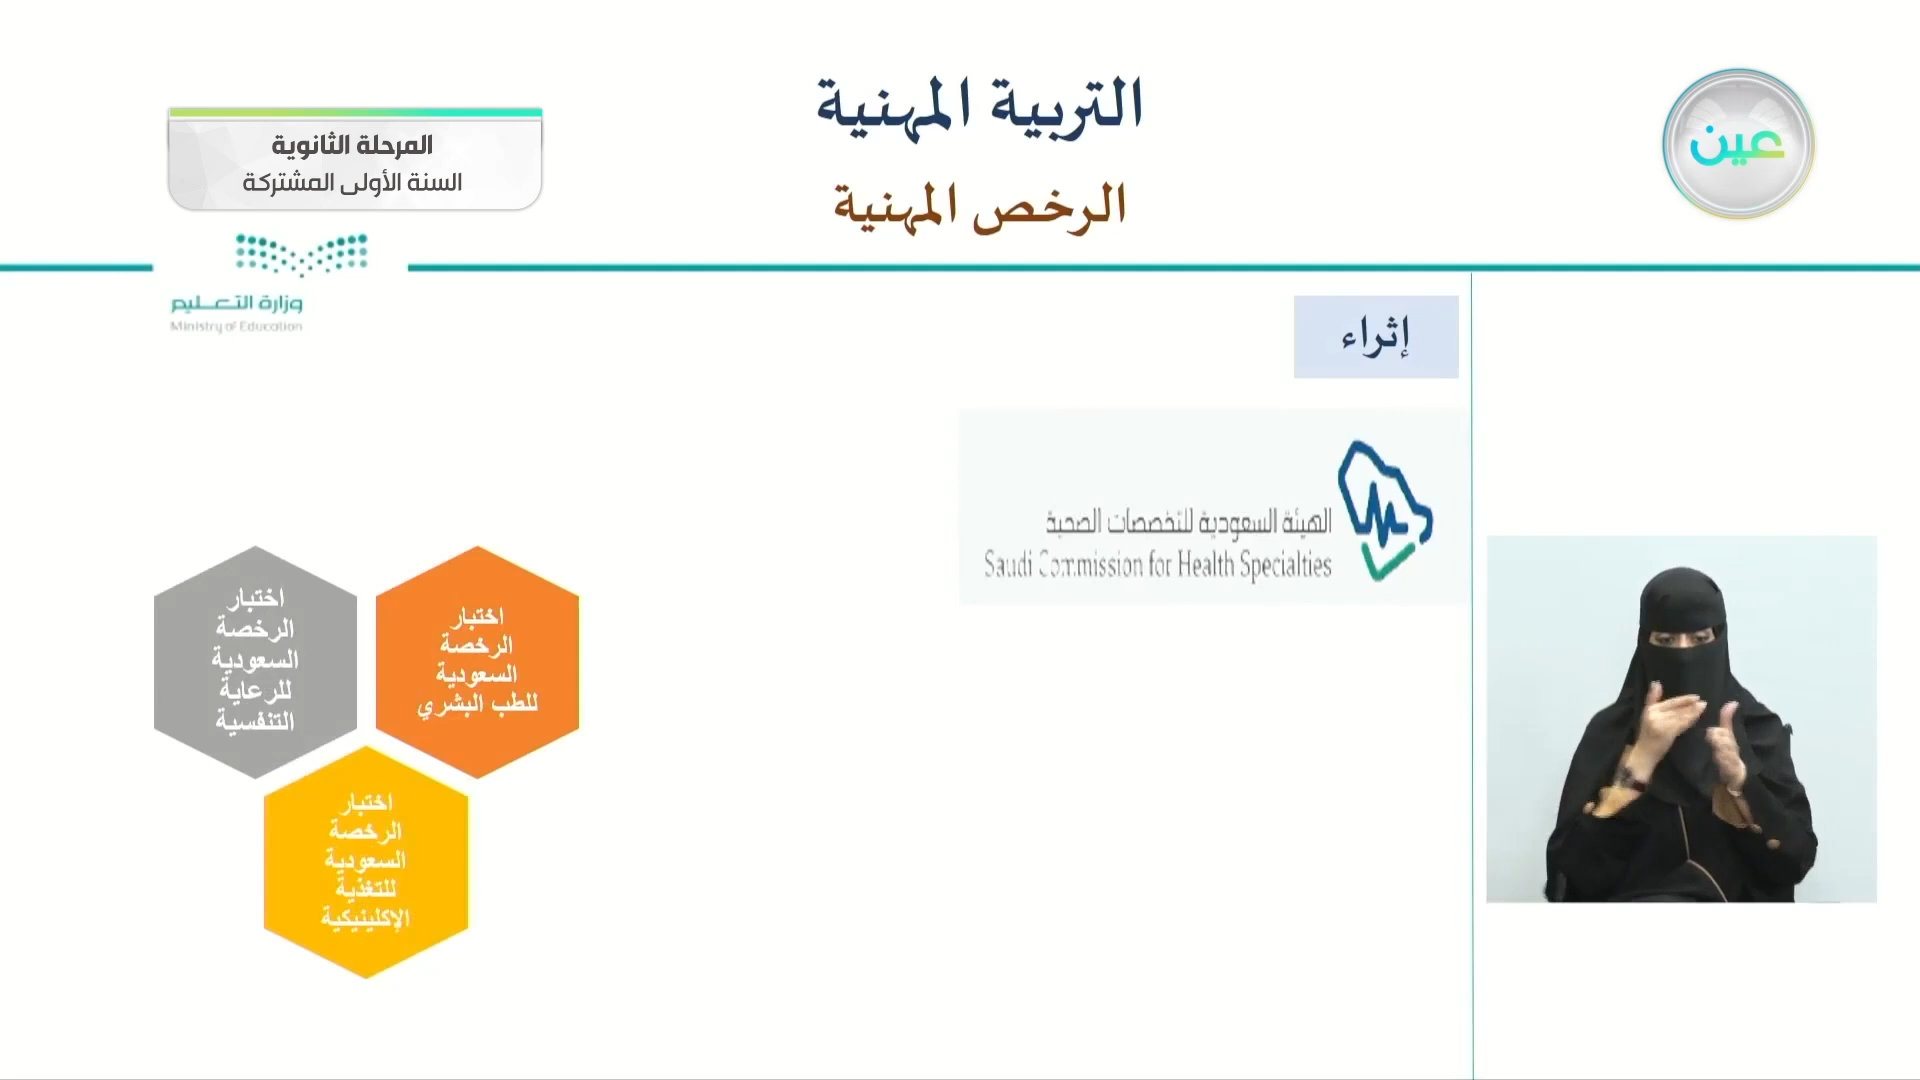 التربية المهنية
الرخص المهنية
عين
المرحلة الثانوية
السنة الأولى المشتركة
وزارة التعليم
Ministry of Education
إثراء
الهيئة السعودية للتخصصات الصحية
Saudi Commission for Health Specialties
اختبار
الرخصة
السعودية
للطب البشري
اختبار
الرخصة
السعودية
للرعاية
التنفسية
اختبار
الرخصة
السعودية
للتغذية
الإكلينيكية